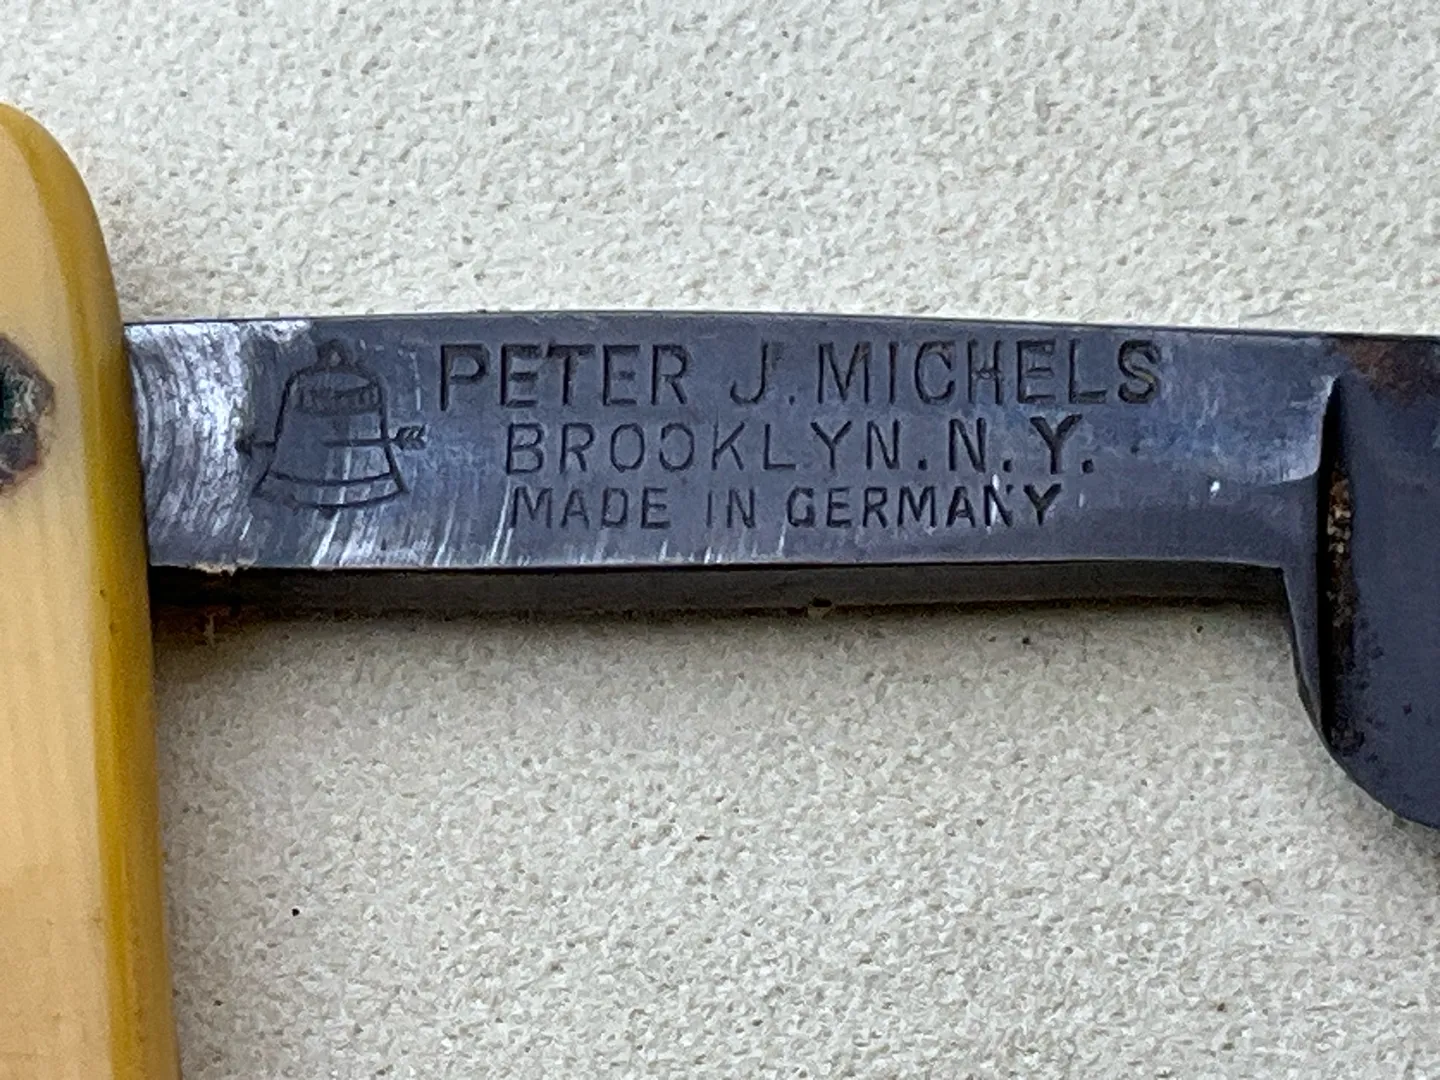 PETER J. MICHELS
BROOKLYN. N. Y.
MADE IN GERMANY